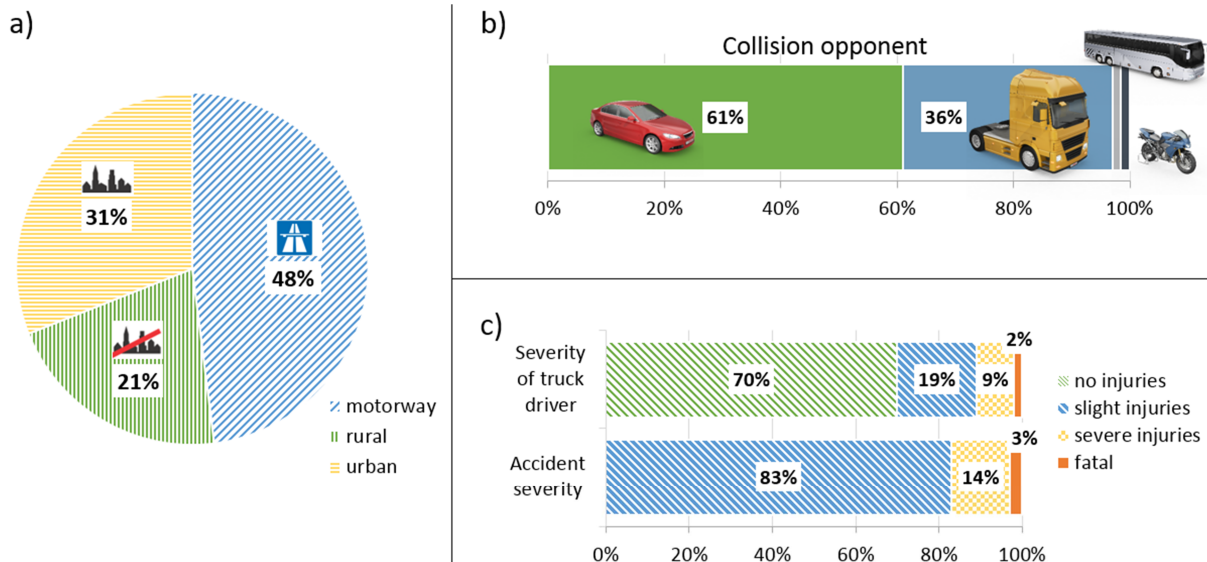 a)
31%
48%
21%
motorway
rural
urban
b)
Collision opponent
61%
36%
0%
20%
40%
60%
80%
100%
c)
Severity
of truck
driver
70%
19%
9%
2%
Accident
severity
83%
14%
3%
0%
20%
40%
60%
80%
100%
no injuries
slight injuries
severe injuries
fatal